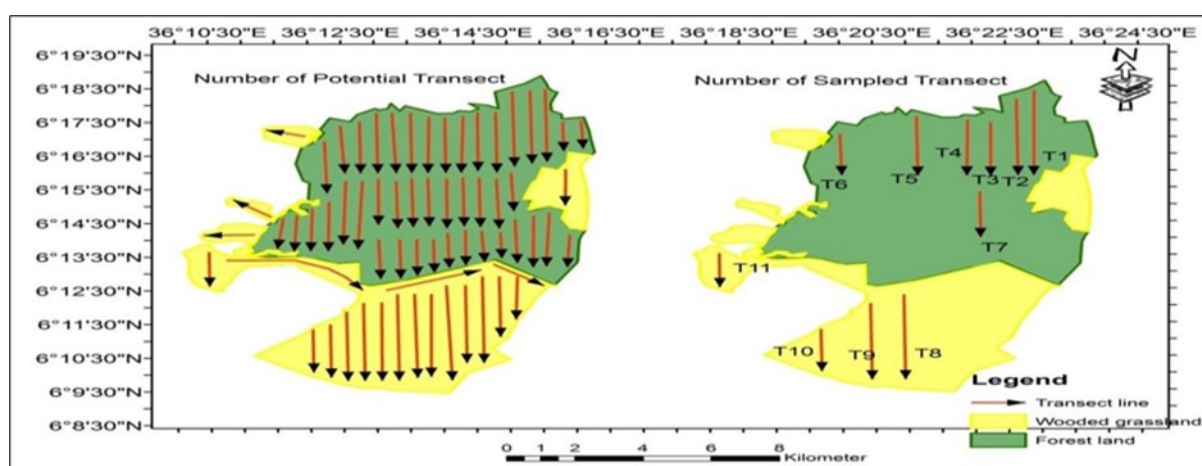 36°10'30"E 36°12'30"E 36°14'30"E 36°16'30"E 36°18'30"E 36°20'30"E 36°22'30"E 36°24'30"E
6°19'30"N
6°18'30"N
6°17'30"N
6°16'30"N
6°15'30"N
6°14'30"N
6°13'30"N
6°12'30"N
6°11'30"N
6°10'30"N
6°9'30"N
6°8'30"N
Number of Potential Transect
Number of Sampled Transect
N
T4 T1
T6 T5 T3 T2
T7
T11
T10 T9 T8
Legend
Transect line
Wooded grassland
Forest land
0 1 2 4 6 8
Kilometer